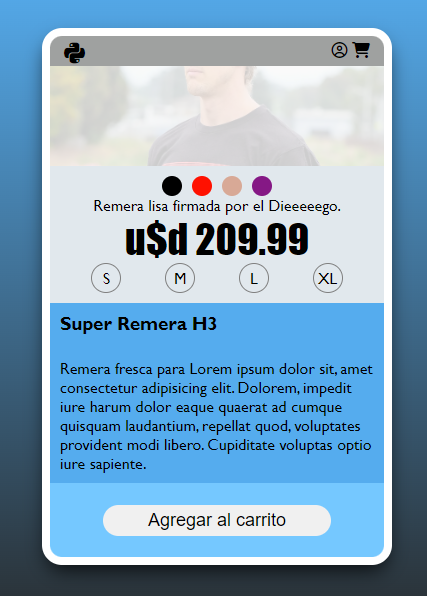 Remera lisa firmada por el Dieeeeego.
u$d 209.99
S M L XL
Super Remera H3
Remera fresca para Lorem ipsum dolor sit, amet
consectetur adipisicing elit. Dolorem, impedit
iure harum dolor eaque quaerat ad cumque
quisquam laudantium, repellat quod, voluptates
provident modi libero. Cupiditate voluptas optio
iure sapiente.
Agregar al carrito